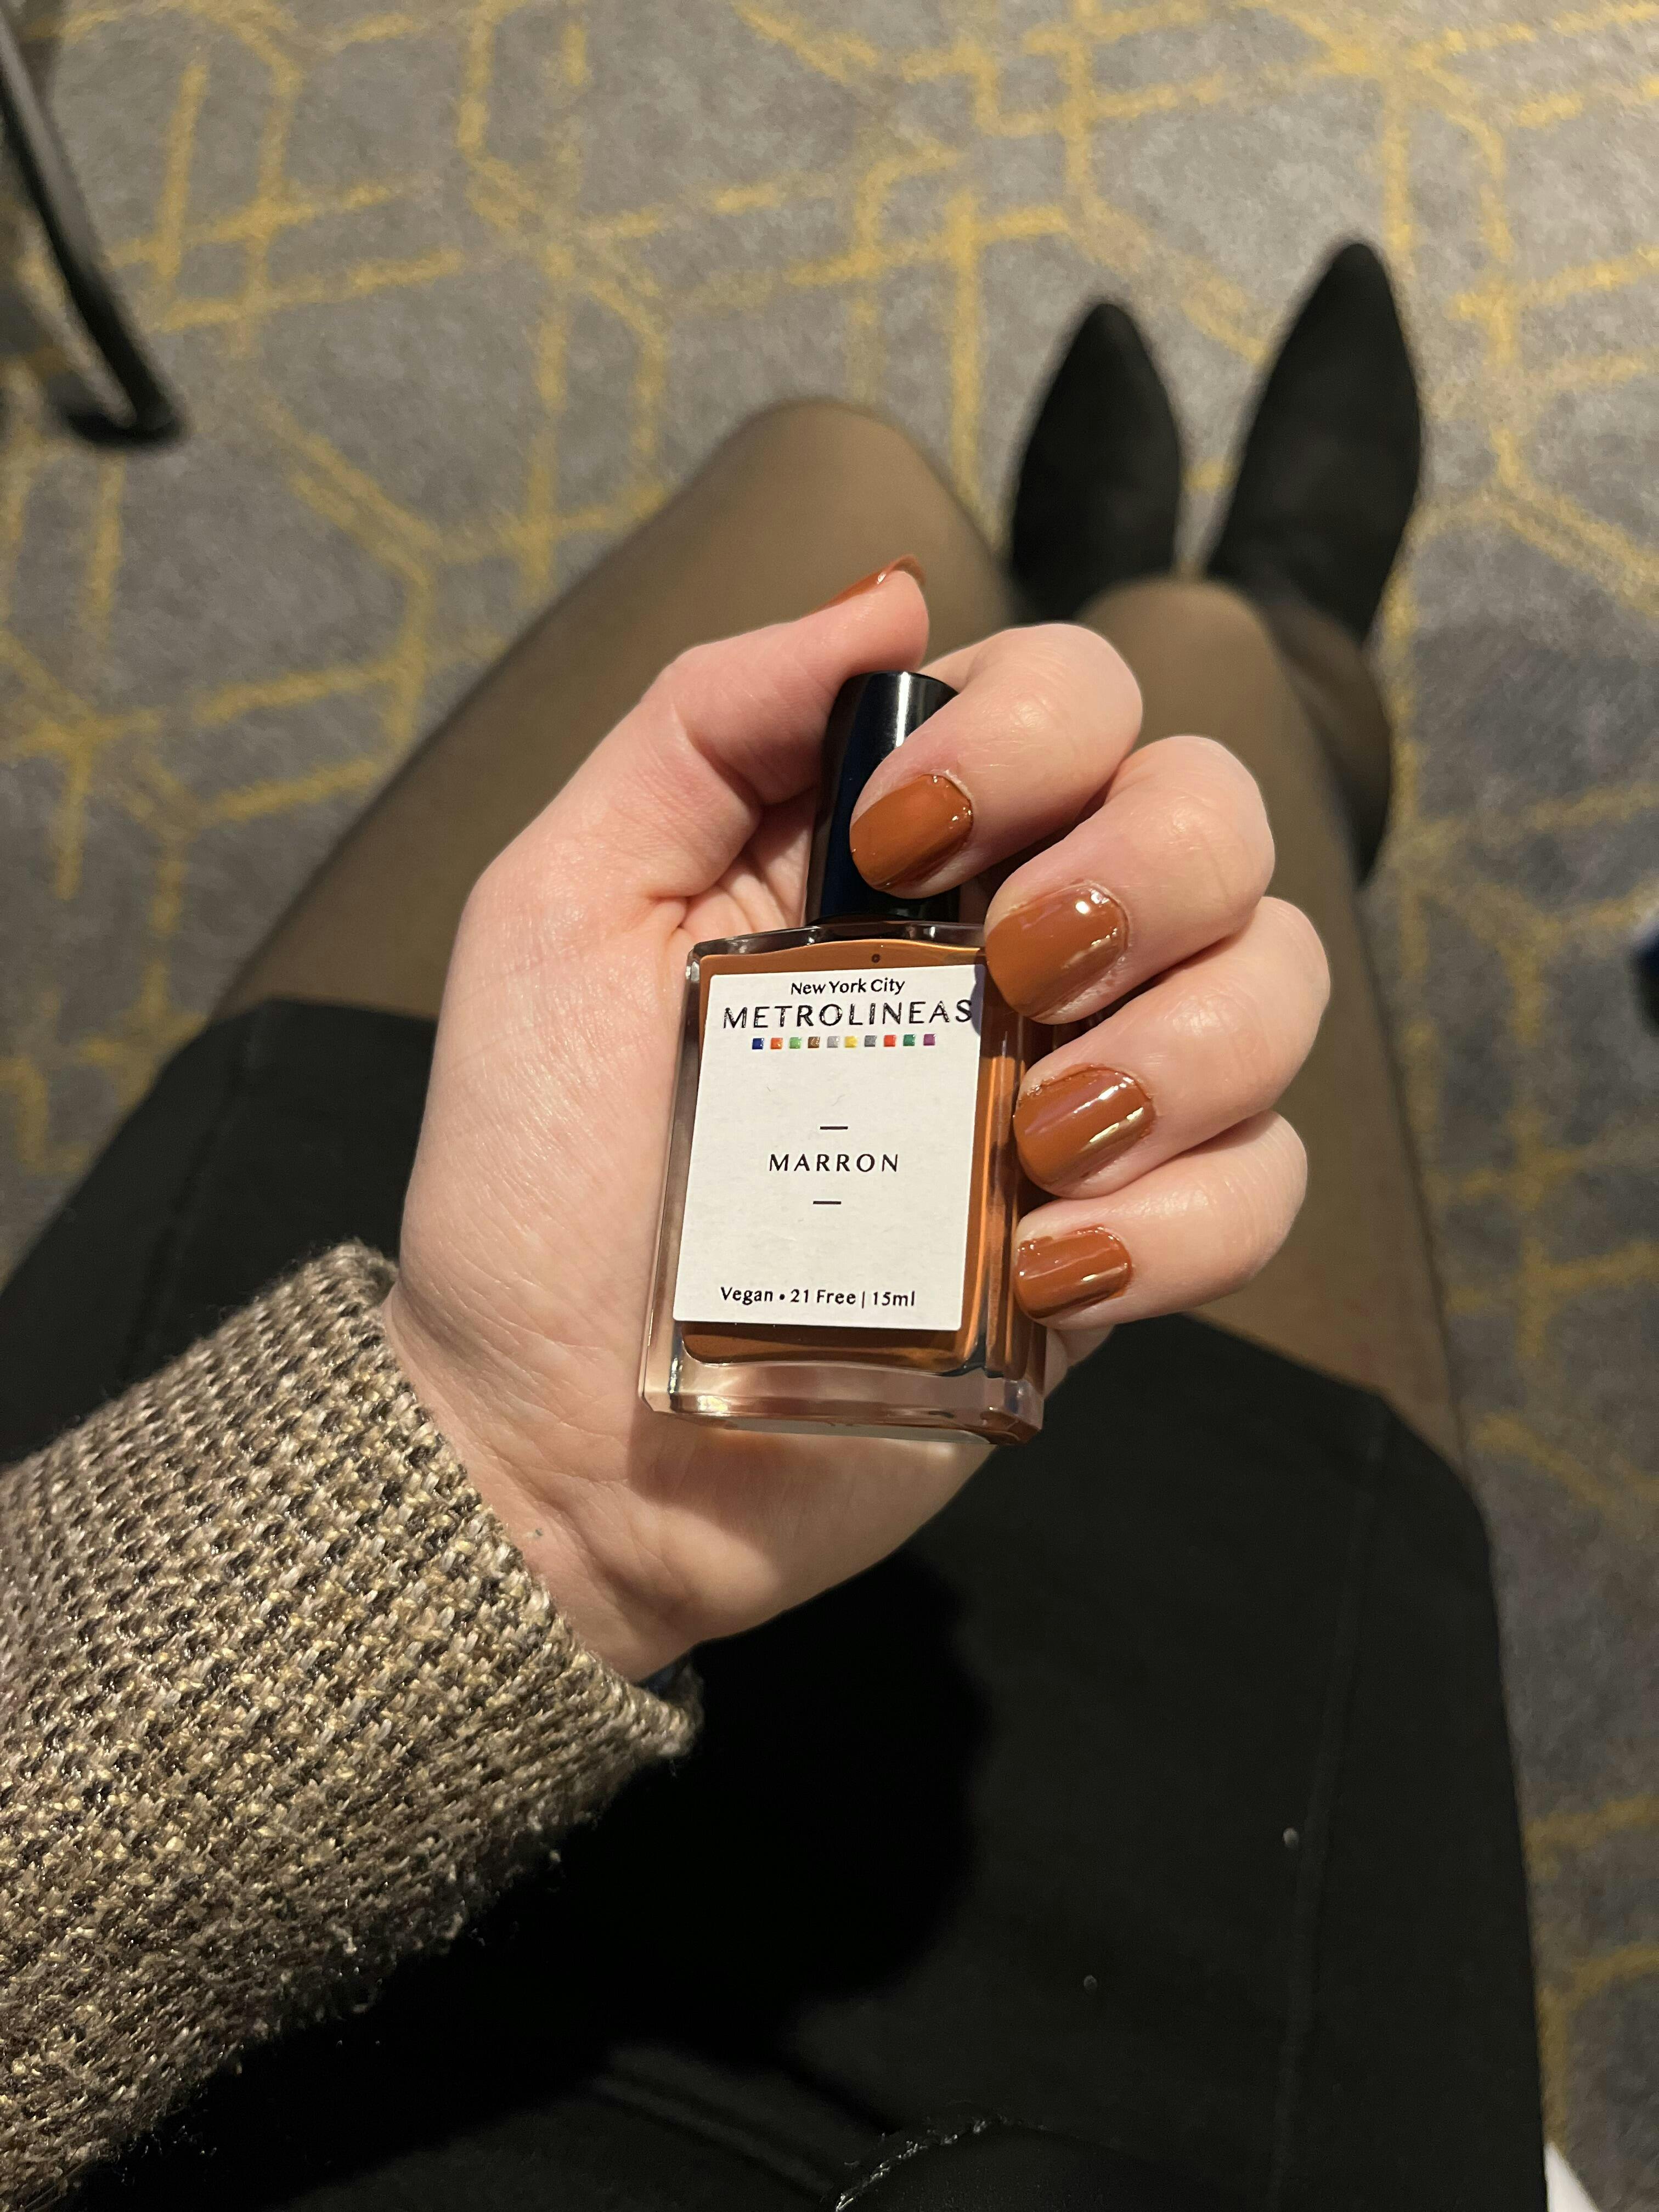 New York City
METROLINEAS
— 
MARRON
—
Vegan • 21 Free | 15ml